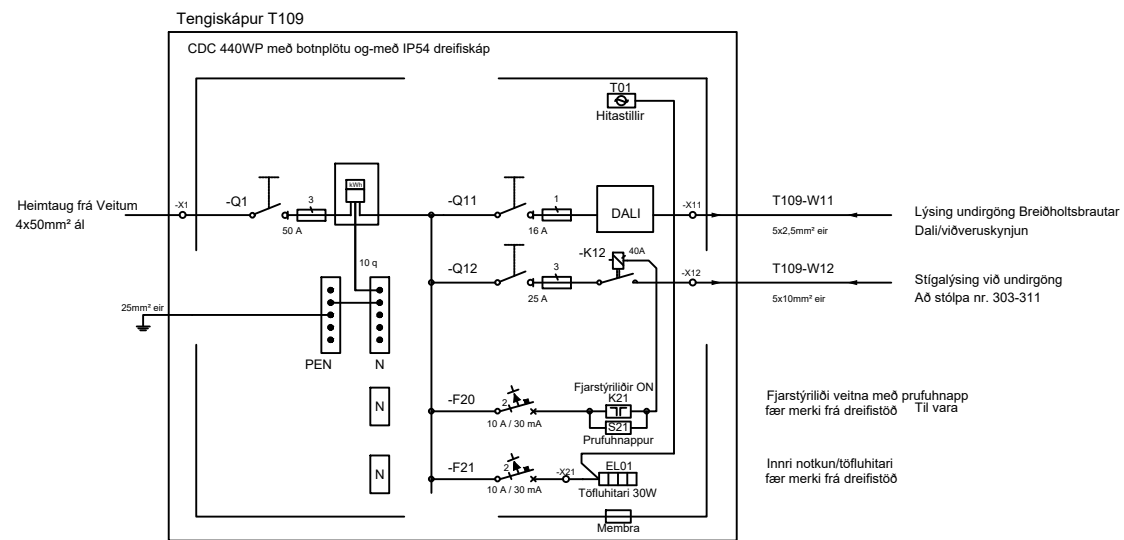 Tengiskápur T109
CDC 440WP með botnplötu og-með IP54 dreifiskáp
T01
Hitastillir
Heimtaug frá Veitum
4x50mm² ál
-X1
-Q1
3
50 A
kWh
10 q
-Q11
1
16 A
DALI
-X11
T109-W11
5x2,5mm² eir
Lýsing undirgöng Breiðholtsbrautar
Dali/viðveruskynjun
-Q12
3
25 A
-K12
40A
-X12
T109-W12
5x10mm² eir
Stígalýsing við undirgöng
Að stólpa nr. 303-311
25mm² eir
PEN
N
N
-F20
2
10 A / 30 mA
Fjarstýriliðir ON
K21
S21
Prufuhnappur
Fjarstýriliði veitna með prufuhnapp
fær merki frá dreifistöð
Til vara
N
-F21
2
10 A / 30 mA
-X21
EL01
Töfluhitari 30W
Innri notkun/töfluhitari
fær merki frá dreifistöð
Membra